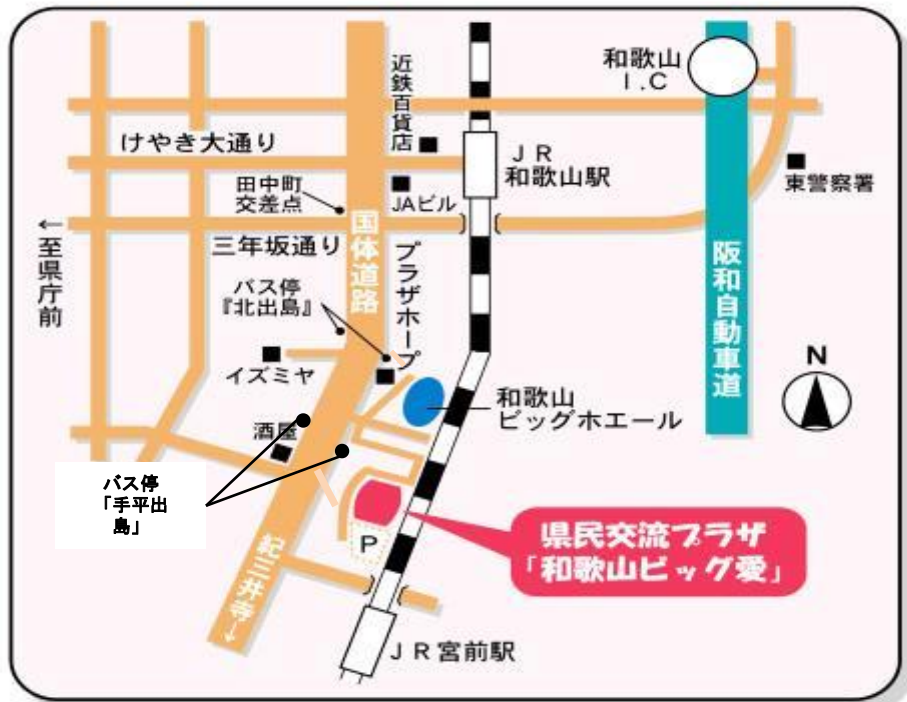 和歌山
I.C
近鉄百貨店
けやき大通り
JR
和歌山駅
東警察署
田中町
交差点
JAビル
←至県庁前
三年坂通り
国体道路
プラザホープ
阪和自動車道
バス停
『北出島』
イズミヤ
N
和歌山
ビッグホエール
酒屋
バス停
「手平出
島」
P
県民交流プラザ
「和歌山ビッグ愛」
紀三井寺→
JR宮前駅